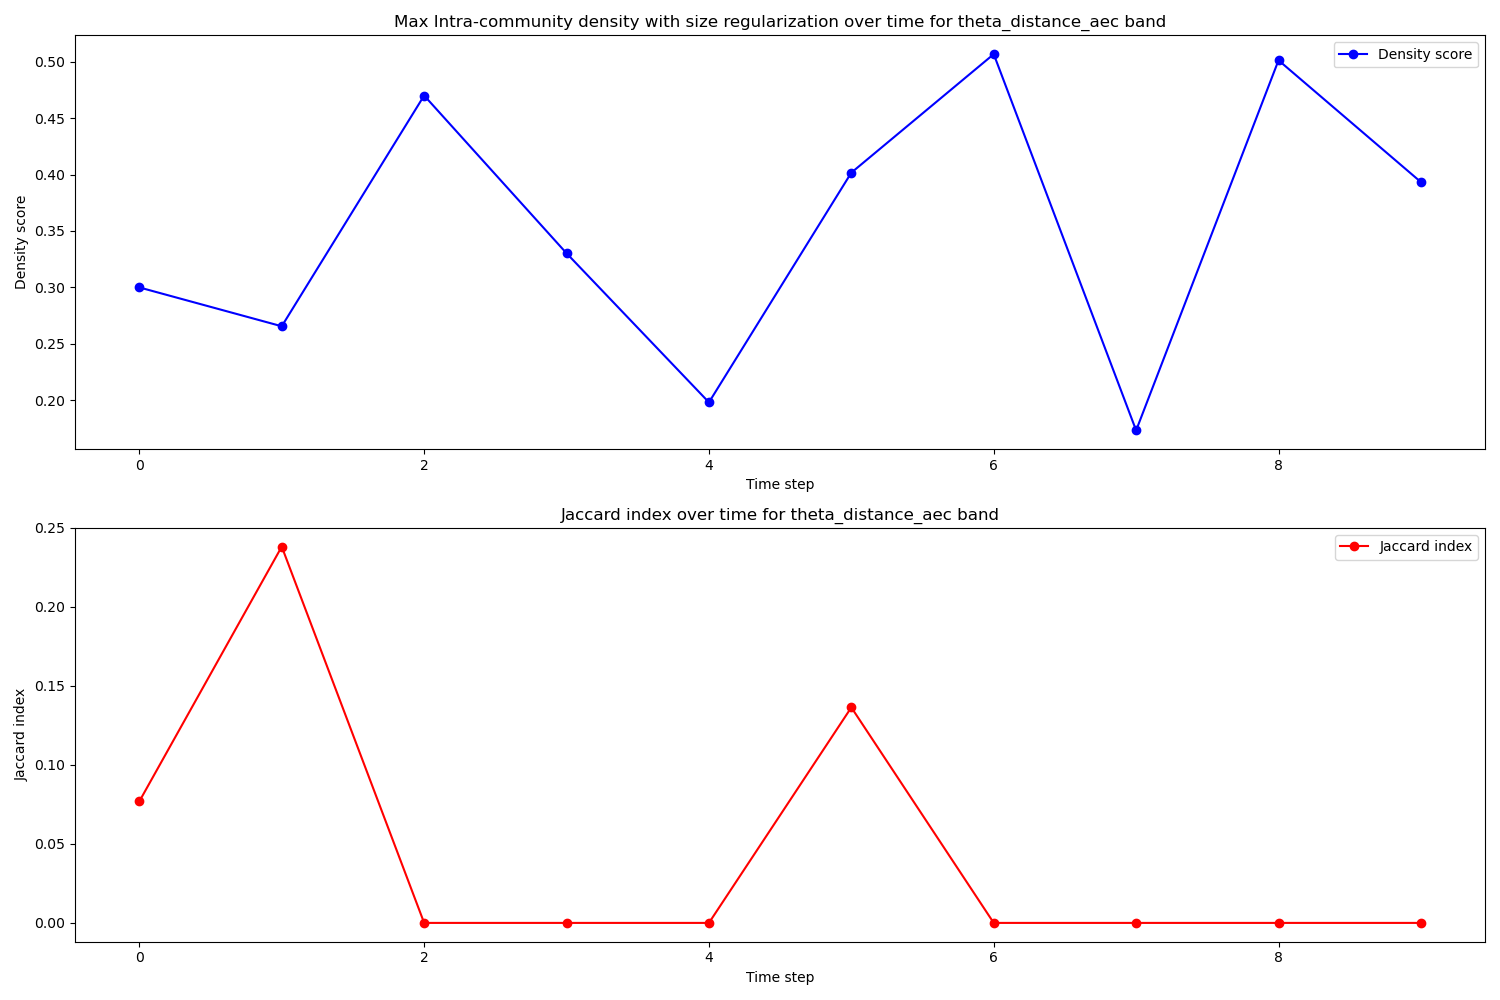 Max Intra-community density with size regularization over time for theta_distance_aec band
Density score
0.50
0.45
0.40
0.35
0.30
0.25
0.20
Density score
0
2
4
6
8
Time step
Jaccard index over time for theta_distance_aec band
Jaccard index
0.25
0.20
0.15
0.10
0.05
0.00
Jaccard index
0
2
4
6
8
Time step